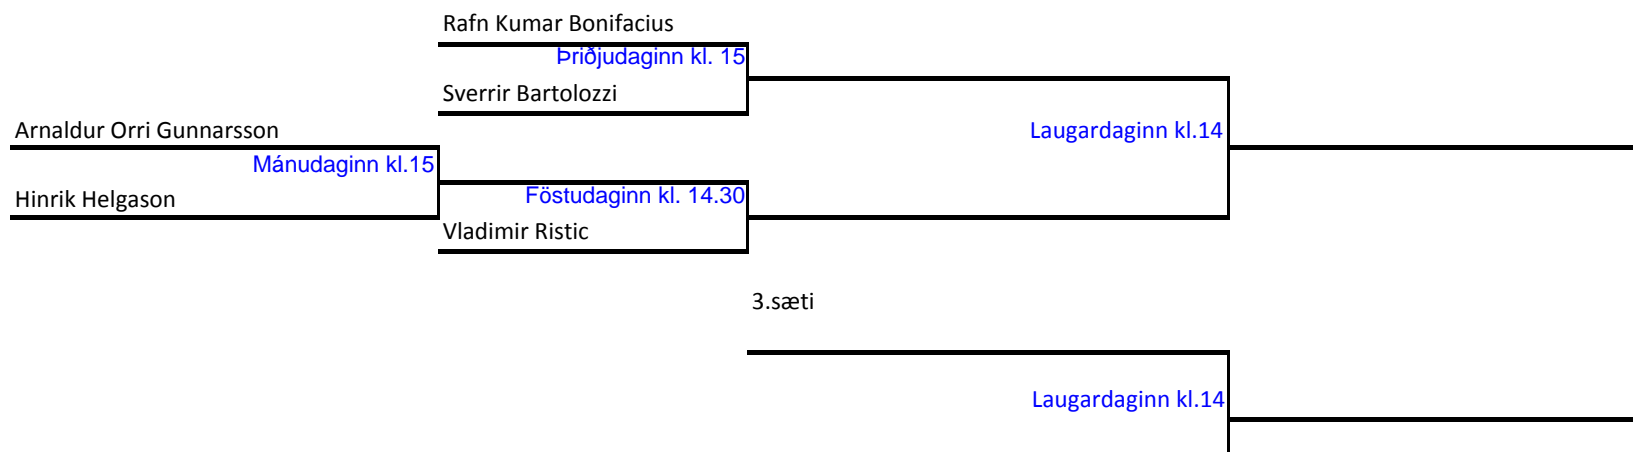 Rafn Kumar Bonifacius
Þriðjudaginn kl. 15
Sverrir Bartolozzi
Arnaldur Orri Gunnarsson
Laugardaginn kl.14
Mánudaginn kl.15
Hinrik Helgason
Föstudaginn kl. 14.30
Vladimir Ristic
3.sæti
Laugardaginn kl.14